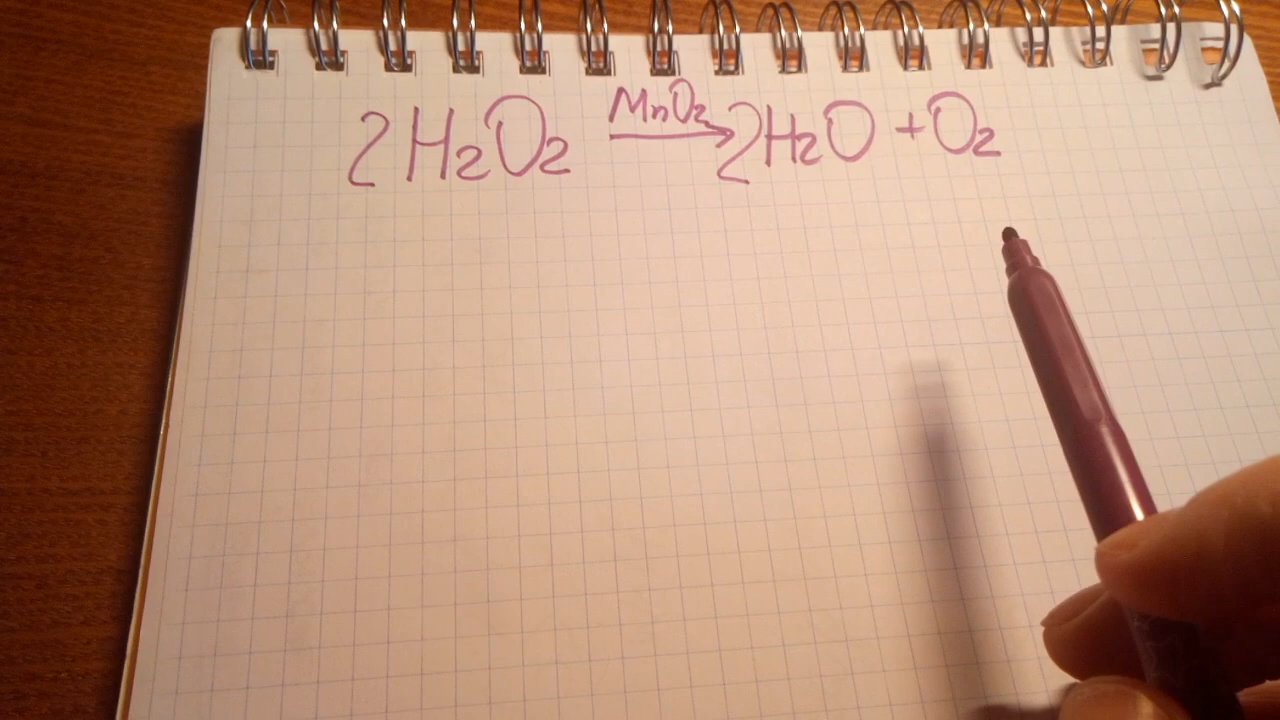 2H₂O₂ MnO₂→ 2H₂O + O₂